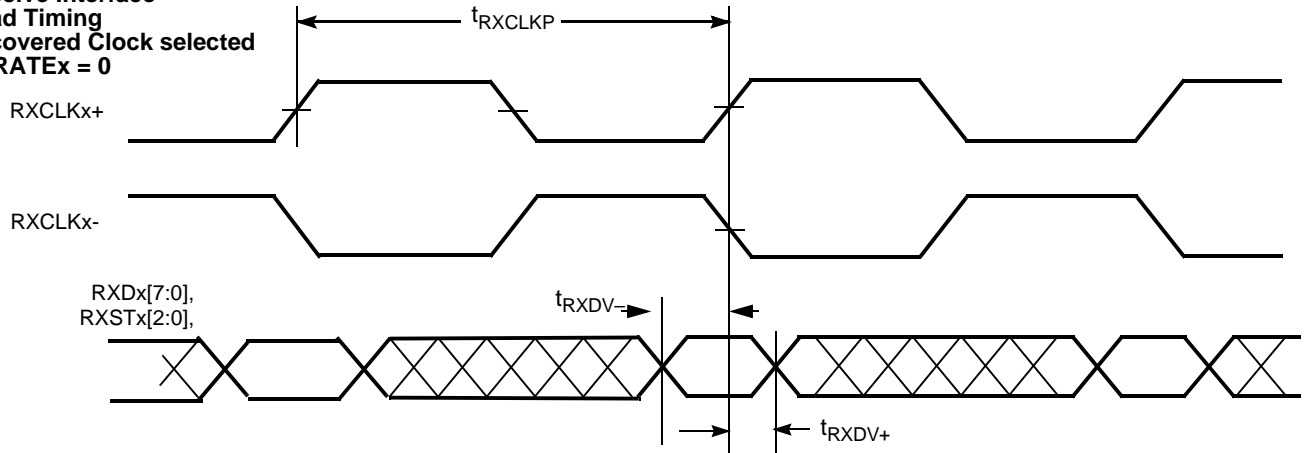 ad Timing
covered Clock selected
RATEx = 0
tRXCLKP
RXCLKx+
RXCLKx-
RXDx[7:0],
RXSTx[2:0],
tRXDV–
tRXDV+